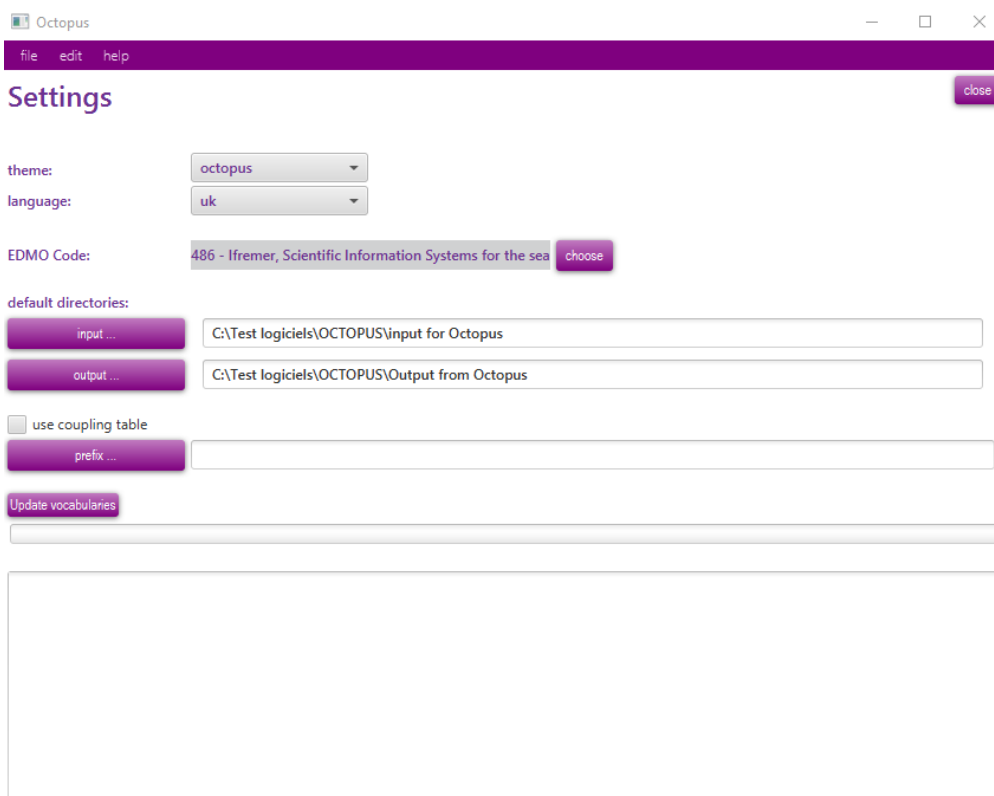 Octopus
file edit help
Settings
close
theme: octopus
language: uk
EDMO Code: 486 - Ifremer, Scientific Information Systems for the sea choose
default directories:
input ... C:\Test logiciels\OCTOPUS\input for Octopus
output ... C:\Test logiciels\OCTOPUS\Output from Octopus
use coupling table
prefix ...
Update vocabularies